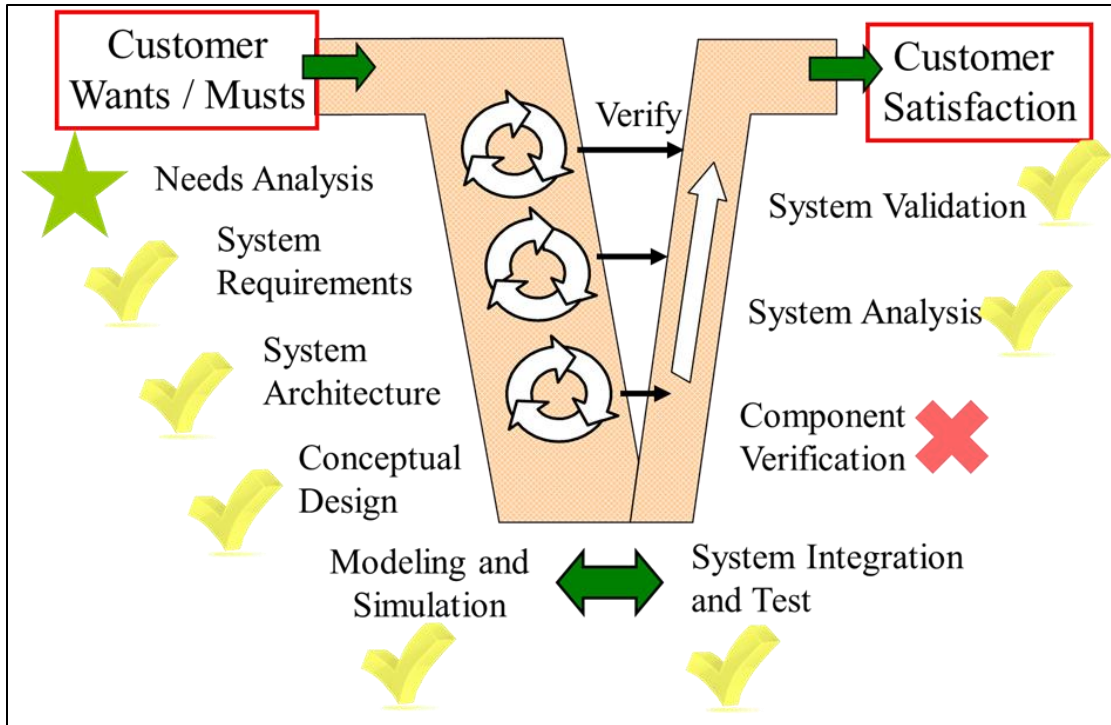 Customer
Wants / Musts
Customer
Satisfaction
Verify
Needs Analysis
System
Requirements
System
Architecture
Conceptual
Design
Modeling and
Simulation
System Integration
and Test
Component
Verification
System Analysis
System Validation